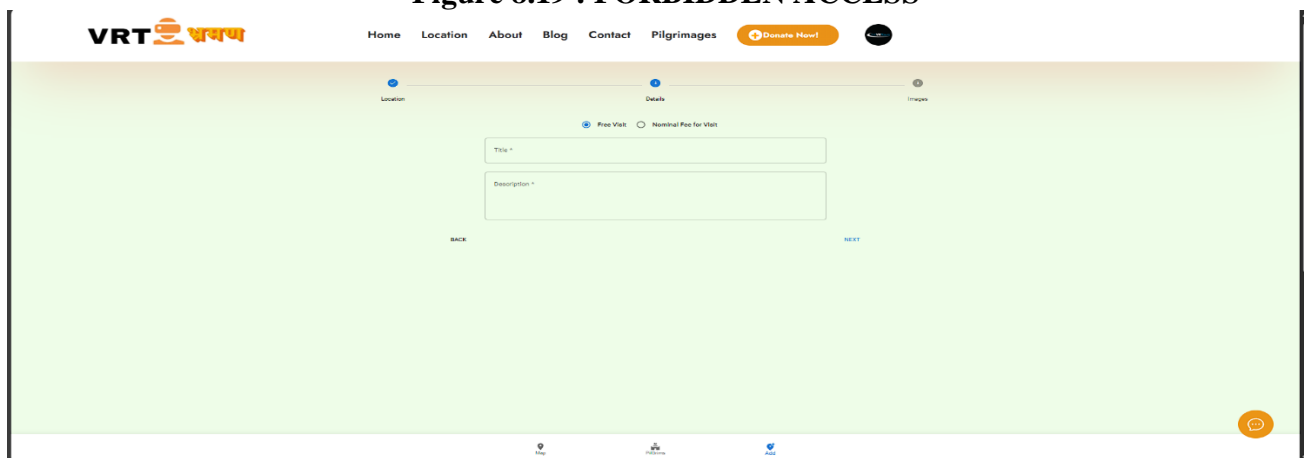 Figure 6.19 : FORBIDDEN ACCESS
VRT भ्रमण Home Location About Blog Contact Pilgrimages Donate Now!
Location Details Images
Free Visit Nominal Fee for Visit
Title *
Description *
BACK NEXT
Map Pilgrims Add